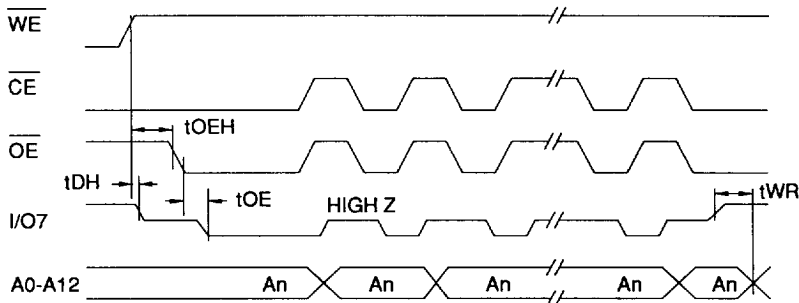 WE
CE
tOEH
OE
tDH
tOE
tWR
HIGH Z
I/O7
A0-A12 An An An An An